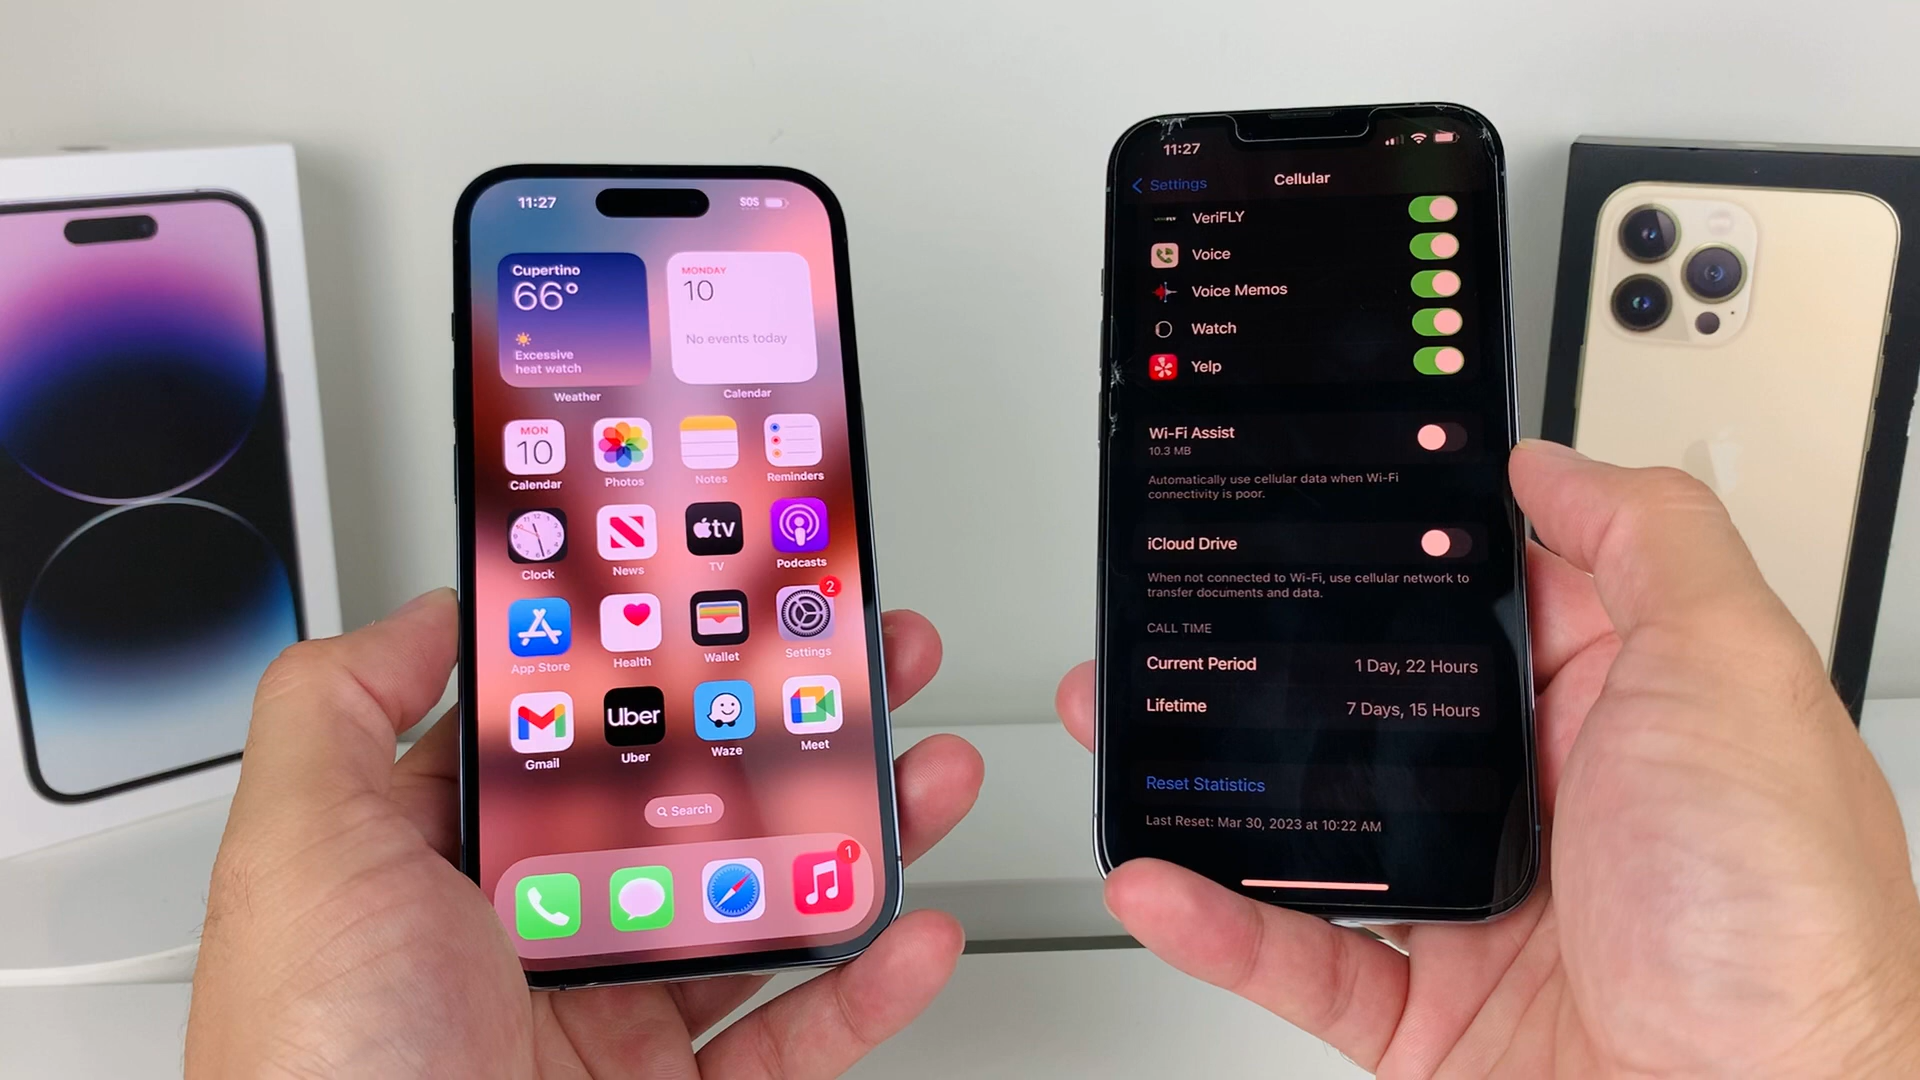 11:27
SOS
Cupertino
66°
Excessive
heat watch
Weather
MONDAY
10
No events today
Calendar
MON
10
Calendar
Photos
Notes
Reminders
Clock
News
tv
TV
Podcasts
App Store
Health
Wallet
2
Settings
Gmail
Uber
Uber
Waze
Meet
Search
1
11:27
Settings
Cellular
VeriFLY
Voice
Voice Memos
Watch
Yelp
Wi-Fi Assist
10.3 MB
Automatically use cellular data when Wi-Fi
connectivity is poor.
iCloud Drive
When not connected to Wi-Fi, use cellular network to
transfer documents and data.
CALL TIME
Current Period 1 Day, 22 Hours
Lifetime 7 Days, 15 Hours
Reset Statistics
Last Reset: Mar 30, 2023 at 10:22 AM